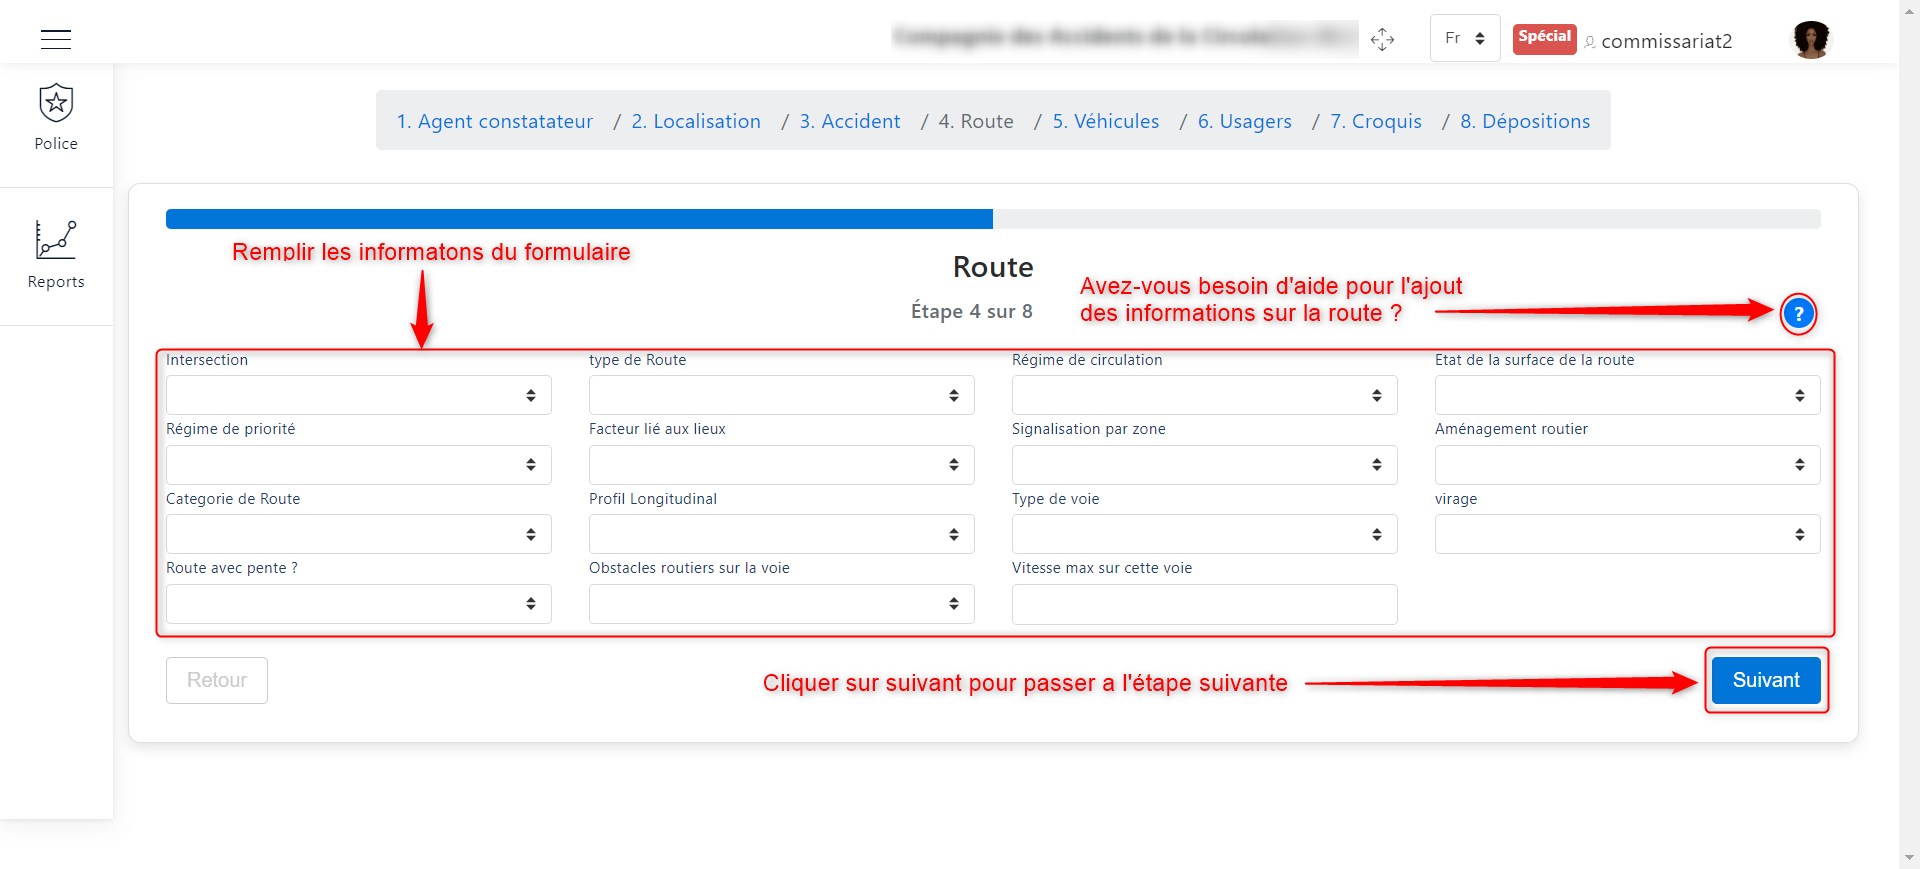 Fr
Spécial
commissariat2
Police
Reports
1. Agent constatateur / 2. Localisation / 3. Accident / 4. Route / 5. Véhicules / 6. Usagers / 7. Croquis / 8. Dépositions
Remplir les informatons du formulaire
Route
Étape 4 sur 8
Avez-vous besoin d'aide pour l'ajout
des informations sur la route ?
?
Intersection
type de Route
Régime de circulation
Etat de la surface de la route
Régime de priorité
Facteur lié aux lieux
Signalisation par zone
Aménagement routier
Categorie de Route
Profil Longitudinal
Type de voie
virage
Route avec pente ?
Obstacles routiers sur la voie
Vitesse max sur cette voie
Retour
Cliquer sur suivant pour passer a l'étape suivante
Suivant